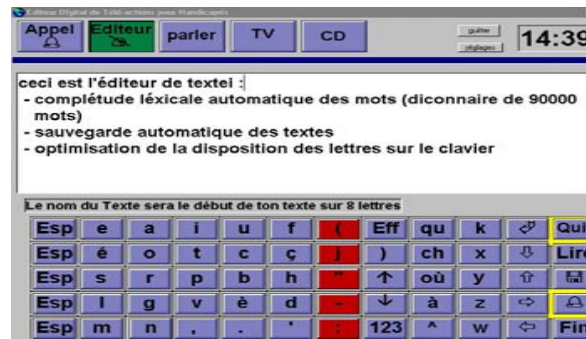 Editeur Digital de Télé-actions pour Handicapés
Appel Editeur parler TV CD quitter réglages 14:39
ceci est l'éditeur de textei :
- complétude léxicale automatique des mots (diconnaire de 90000
mots)
- sauvegarde automatique des textes
- optimisation de la disposition des lettres sur le clavier
Le nom du Texte sera le début de ton texte sur 8 lettres
Esp e a i u f ( Eff qu k Qui
Esp é o t c ç j ) ch x Lire
Esp s r p b h " où y
Esp l g v è d - à z
Esp m n , . ' : 123 ^ w Fin